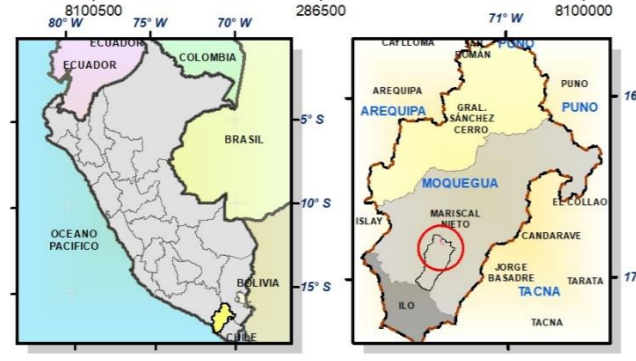 8100500
286500
8100000
80° W
75° W
70° W
71° W
ECUADOR
ECUADOR
COLOMBIA
BRASIL
OCEANO
PACIFICO
BOLIVIA
CHILE
5° S
10° S
15° S
CAYLLOMA
SAN
ROMÁN
PUNO
AREQUIPA
AREQUIPA
GRAL.
SÁNCHEZ
CERRO
PUNO
PUNO
16
MOQUEGUA
ISLAY
MARISCAL
NIETO
EL COLLAO
CANDARAVE
JORGE
BASADRE
TARATA
17
TACNA
ILO
TACNA